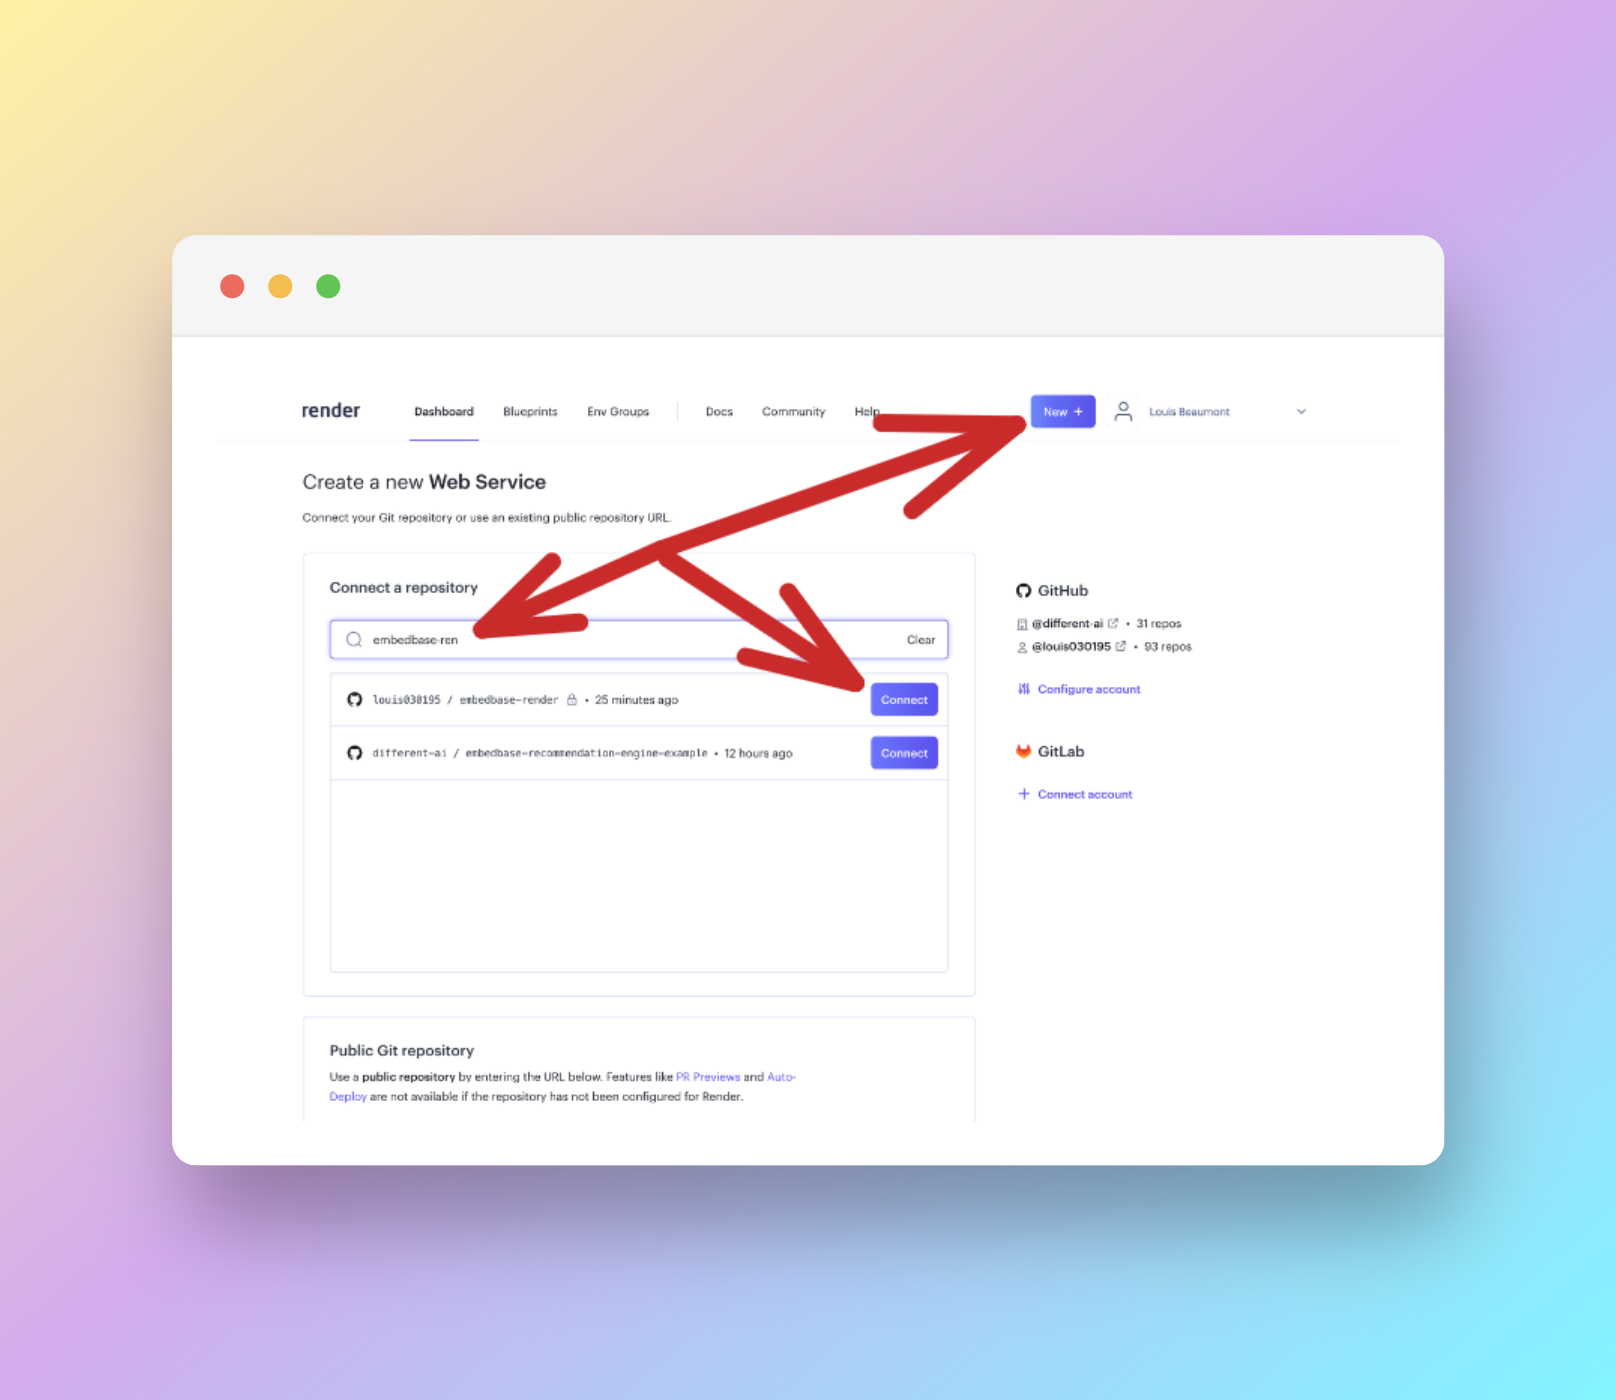 render Dashboard Blueprints Env Groups Docs Community Help New + Louis Beaumont
Create a new Web Service
Connect your Git repository or use an existing public repository URL.
Connect a repository
embedbase-ren Clear
louis030195 / embedbase-render • 25 minutes ago Connect
different-ai / embedbase-recommendation-engine-example • 12 hours ago Connect
GitHub
@different-ai • 31 repos
@louis030195 • 93 repos
Configure account
GitLab
+ Connect account
Public Git repository
Use a public repository by entering the URL below. Features like PR Previews and Auto-
Deploy are not available if the repository has not been configured for Render.